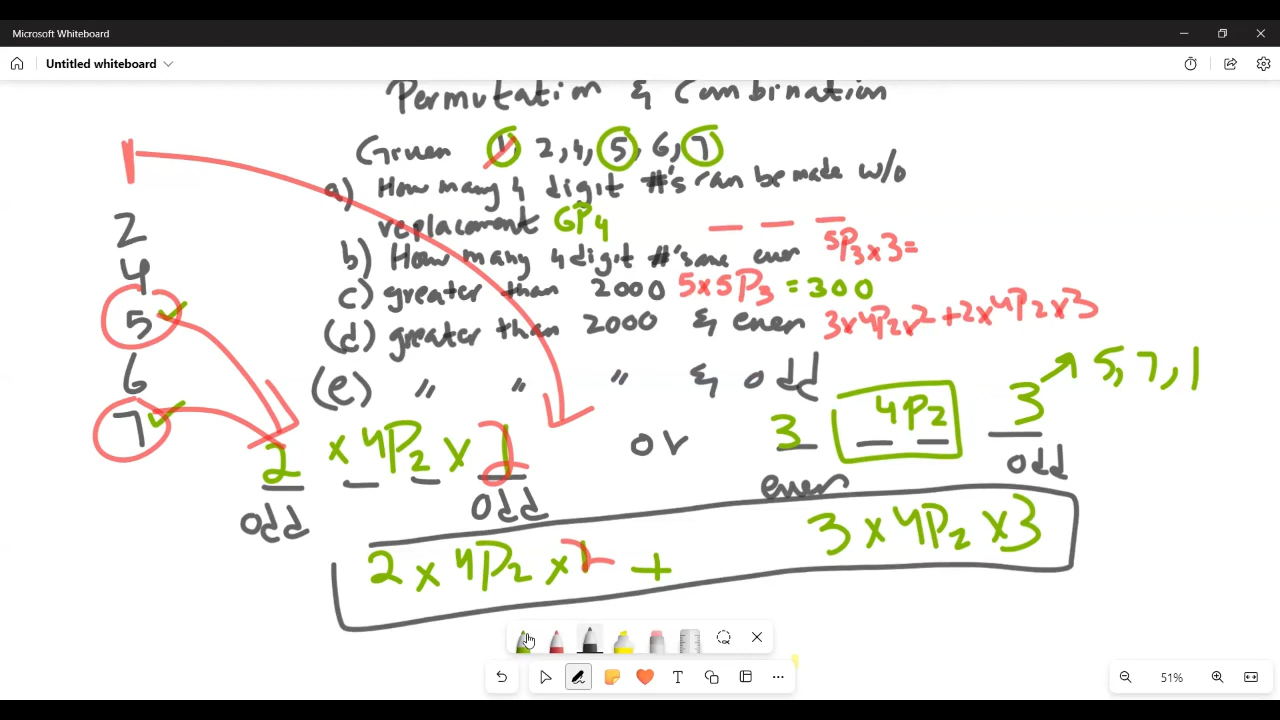 Microsoft Whiteboard
Untitled whiteboard
Permutation & Combination
Given 1, 2, 4, 5, 6, 7
a) How many 4 digit #'s can be made w/o
replacement 6P4
b) How many 4 digit #'s are even 5P3 x 3 =
c) greater than 2000 5 x 5P3 = 300
(d) greater than 2000 & even 3 x 4P2 x 2 + 2 x 4P2 x 3
(e) " " " & odd
1
2
4
5
6
7
2 x 4P2 x 2 or 3 4P2 3 5, 7, 1
odd odd even odd
2 x 4P2 x 2 + 3 x 4P2 x 3
51%